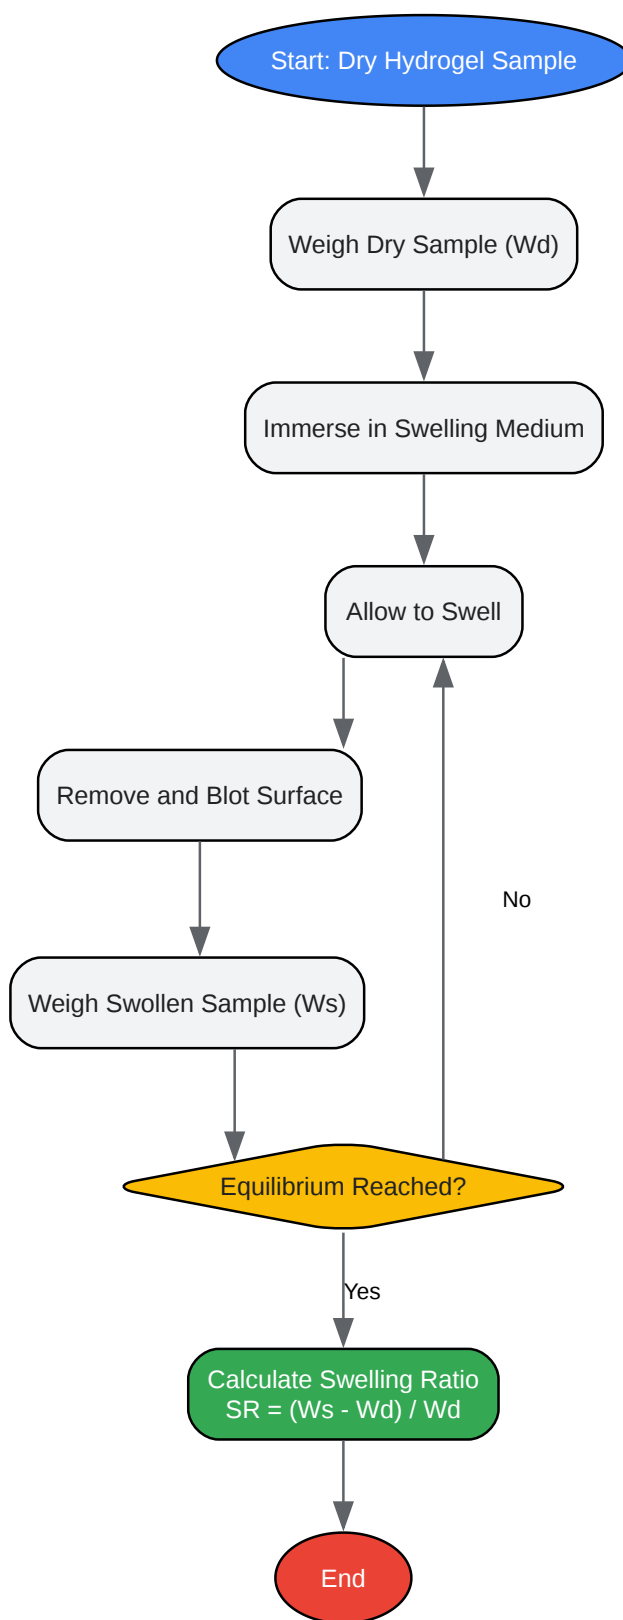 Start: Dry Hydrogel Sample
Weigh Dry Sample (Wd)
Immerse in Swelling Medium
Allow to Swell
Remove and Blot Surface
No
Weigh Swollen Sample (Ws)
Equilibrium Reached?
Yes
Calculate Swelling Ratio
SR = (Ws - Wd) / Wd
End